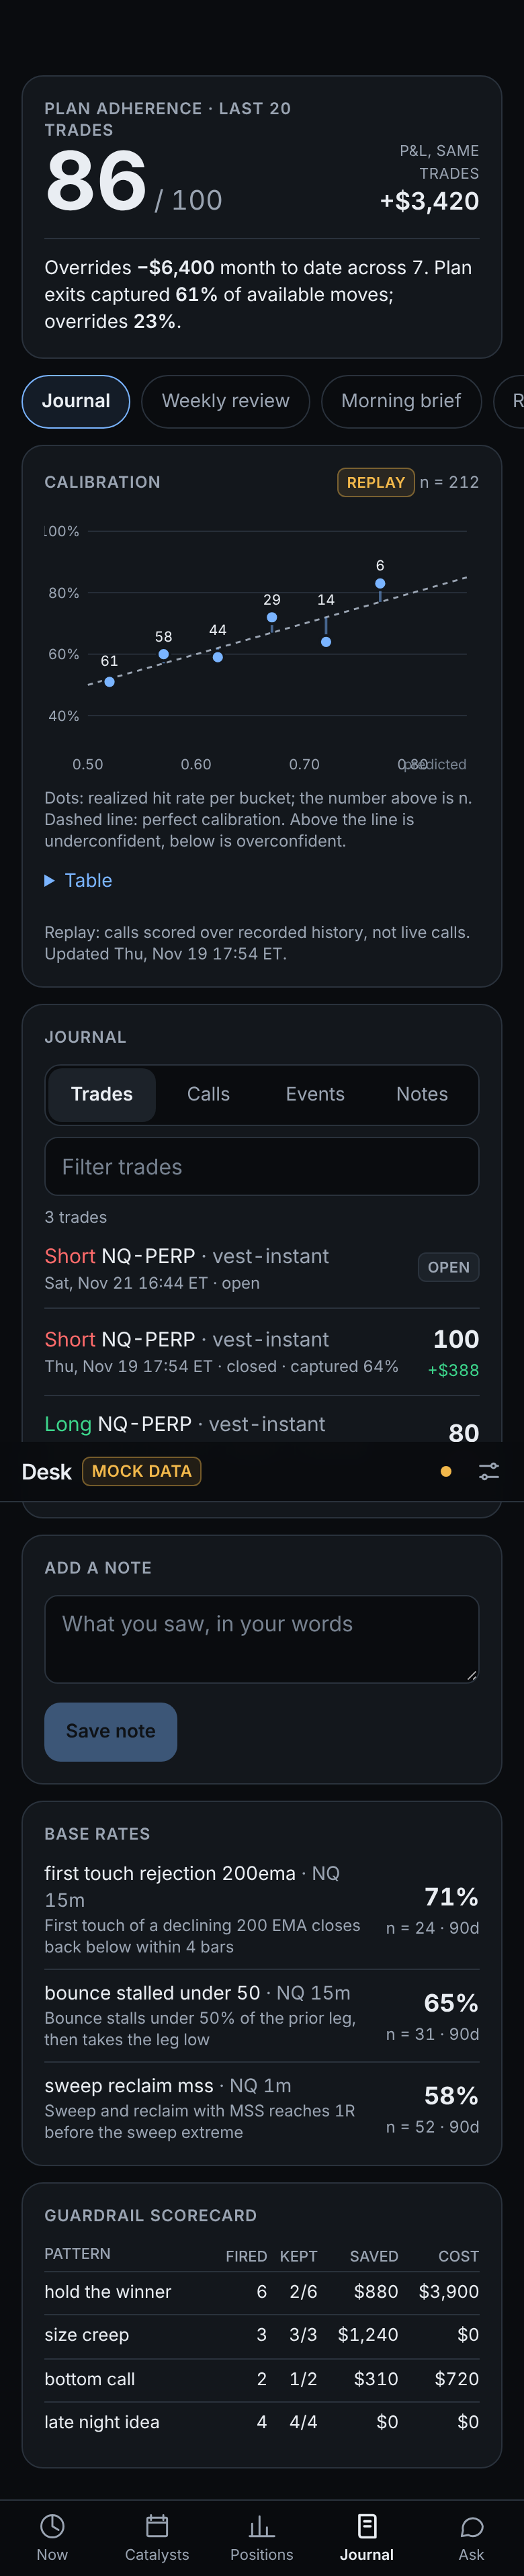 PLAN ADHERENCE · LAST 20
TRADES
86 / 100
P&L, SAME
TRADES
+$3,420
Overrides −$6,400 month to date across 7. Plan
exits captured 61% of available moves;
overrides 23%.
Journal
Weekly review
Morning brief
CALIBRATION
REPLAY n = 212
100%
80%
60%
40%
61
58
44
29
14
6
0.50
0.60
0.70
0.80
predicted
Dots: realized hit rate per bucket; the number above is n.
Dashed line: perfect calibration. Above the line is
underconfident, below is overconfident.
Table
Replay: calls scored over recorded history, not live calls.
Updated Thu, Nov 19 17:54 ET.
JOURNAL
Trades
Calls
Events
Notes
Filter trades
3 trades
Short NQ-PERP · vest-instant
Sat, Nov 21 16:44 ET · open
OPEN
Short NQ-PERP · vest-instant
100
Thu, Nov 19 17:54 ET · closed · captured 64%
+$388
Long NQ-PERP · vest-instant
80
Desk
MOCK DATA
ADD A NOTE
What you saw, in your words
Save note
BASE RATES
first touch rejection 200ema · NQ
15m
71%
First touch of a declining 200 EMA closes
back below within 4 bars
n = 24 · 90d
bounce stalled under 50 · NQ 15m
65%
Bounce stalls under 50% of the prior leg,
then takes the leg low
n = 31 · 90d
sweep reclaim mss · NQ 1m
58%
Sweep and reclaim with MSS reaches 1R
before the sweep extreme
n = 52 · 90d
GUARDRAIL SCORECARD
PATTERN FIRED KEPT SAVED COST
hold the winner 6 2/6 $880 $3,900
size creep 3 3/3 $1,240 $0
bottom call 2 1/2 $310 $720
late night idea 4 4/4 $0 $0
Now
Catalysts
Positions
Journal
Ask